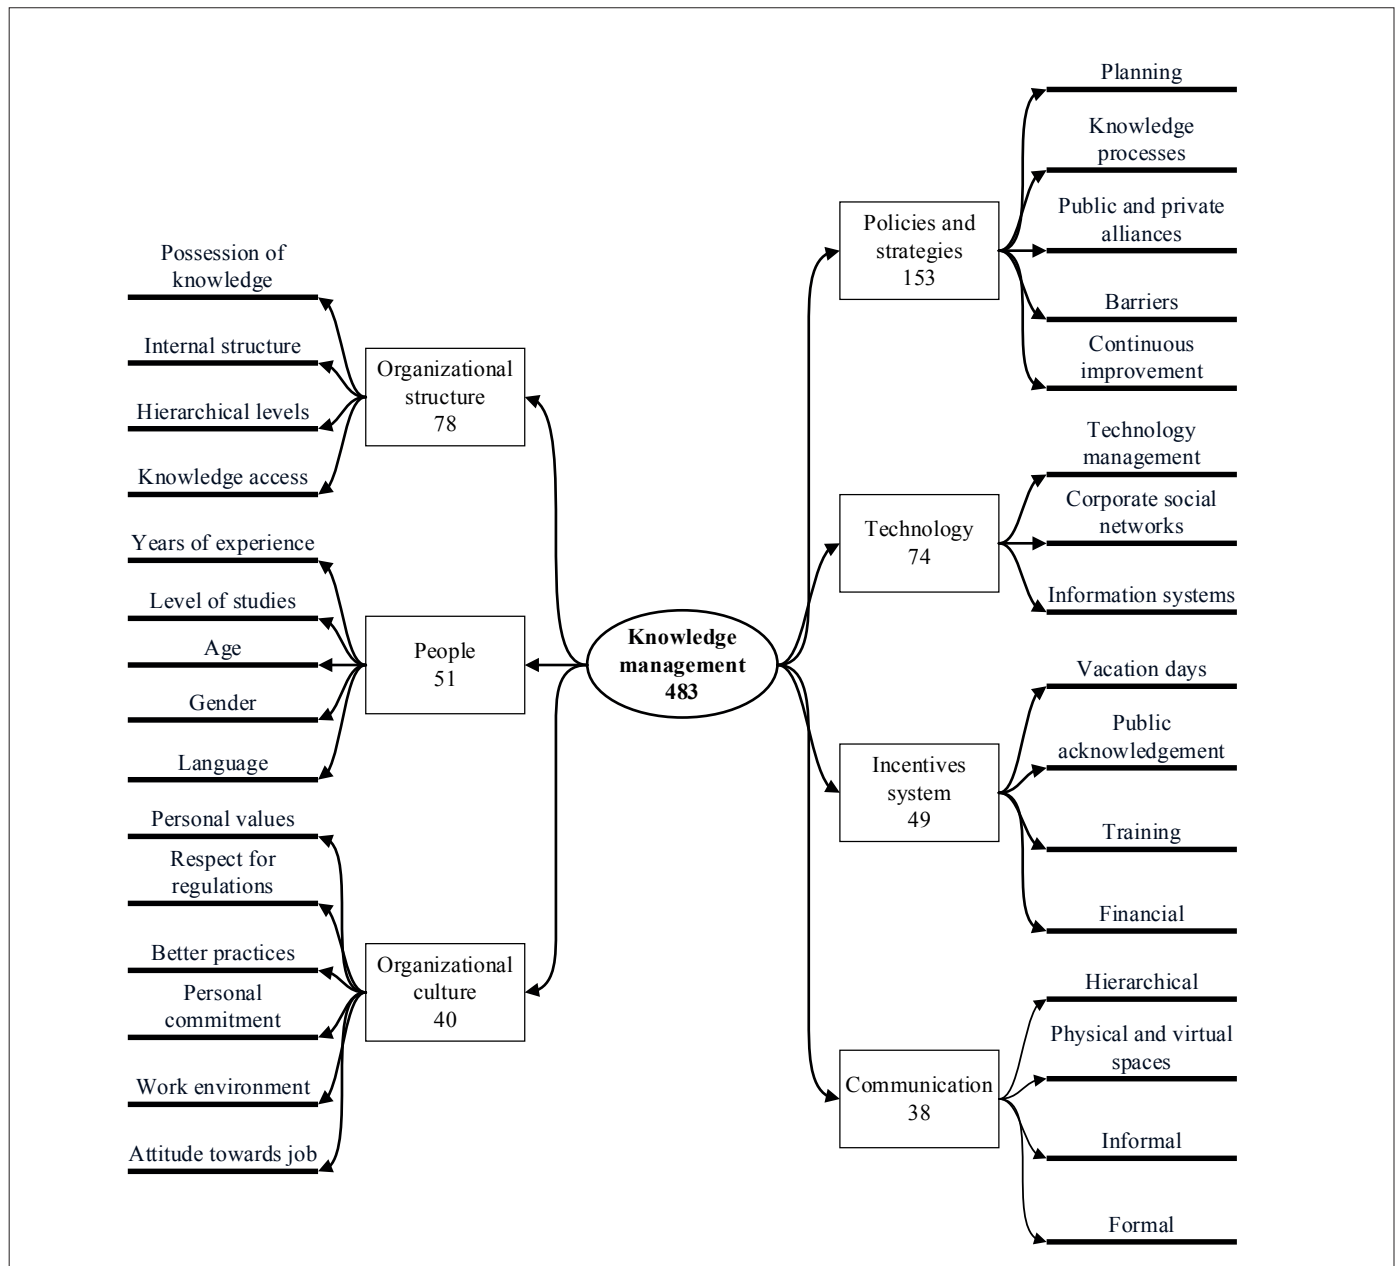 Possession of
knowledge
Internal structure
Hierarchical levels
Knowledge access
Organizational
structure
78
Years of experience
Level of studies
Age
Gender
Language
People
51
Personal values
Respect for
regulations
Better practices
Personal
commitment
Work environment
Attitude towards job
Organizational
culture
40
Knowledge
management
483
Policies and
strategies
153
Planning
Knowledge
processes
Public and private
alliances
Barriers
Continuous
improvement
Technology
74
Technology
management
Corporate social
networks
Information systems
Incentives
system
49
Vacation days
Public
acknowledgement
Training
Financial
Communication
38
Hierarchical
Physical and virtual
spaces
Informal
Formal